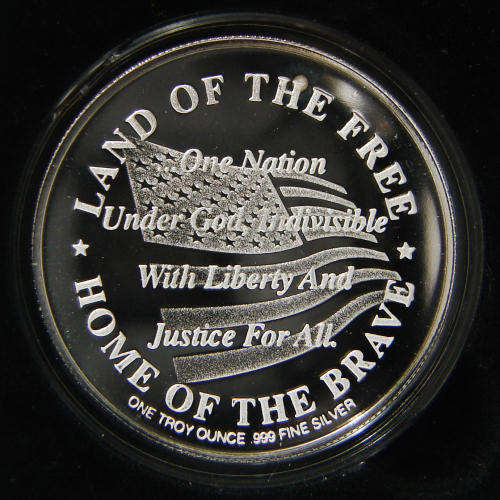 LAND OF THE FREE
One Nation
Under God, Indivisible
With Liberty And
Justice For All.
HOME OF THE BRAVE
ONE TROY OUNCE .999 FINE SILVER